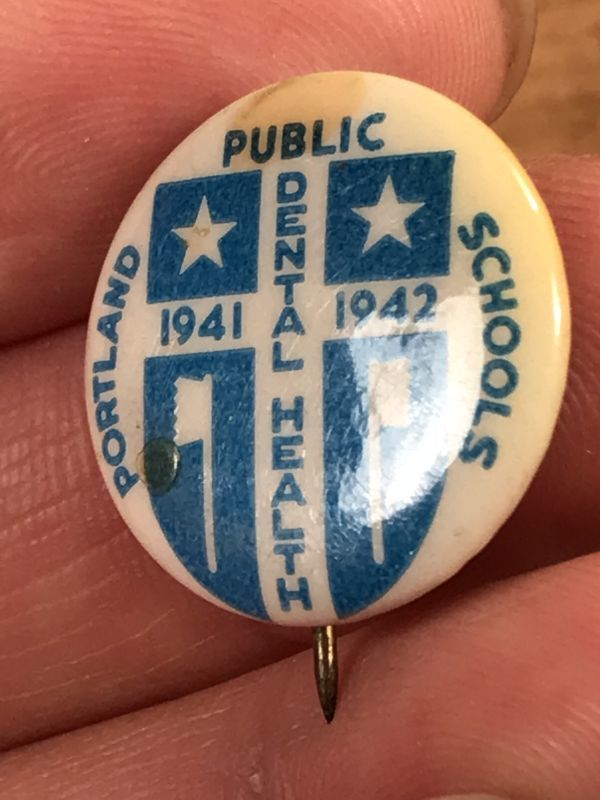 PORTLAND
PUBLIC
SCHOOLS
DENTAL HEALTH
1941
1942